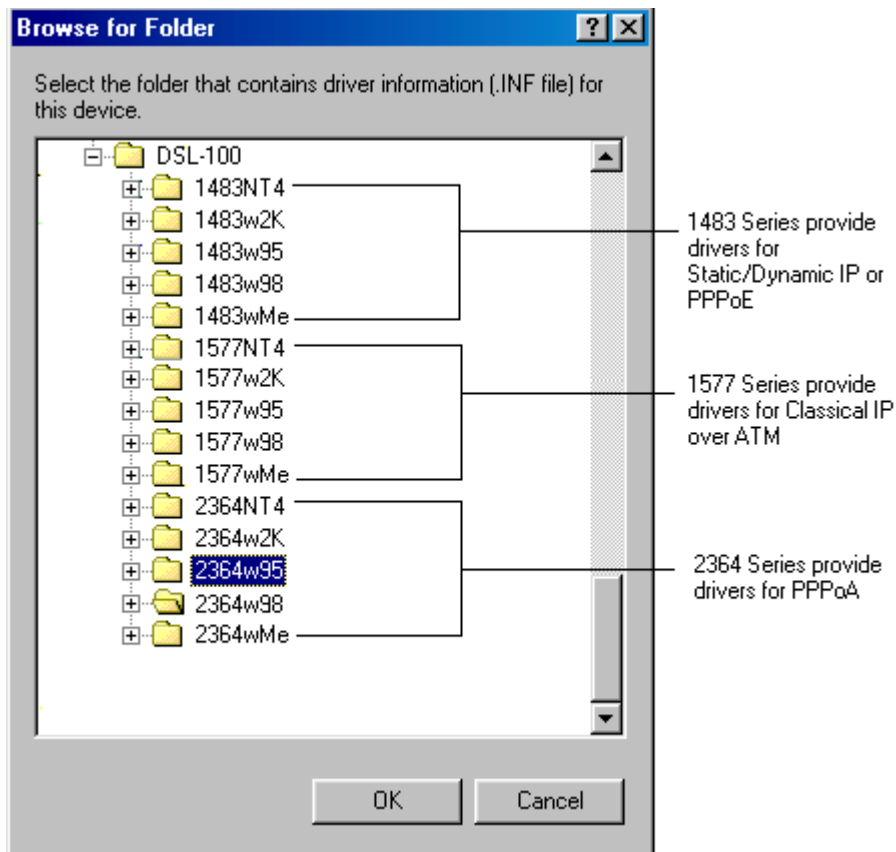 Browse for Folder
Select the folder that contains driver information (.INF file) for
this device.
DSL-100
1483NT4
1483w2K
1483w95
1483w98
1483wMe
1577NT4
1577w2K
1577w95
1577w98
1577wMe
2364NT4
2364w2K
2364w95
2364w98
2364wMe
1483 Series provide
drivers for
Static/Dynamic IP or
PPPoE
1577 Series provide
drivers for Classical IP
over ATM
2364 Series provide
drivers for PPPoA
OK
Cancel